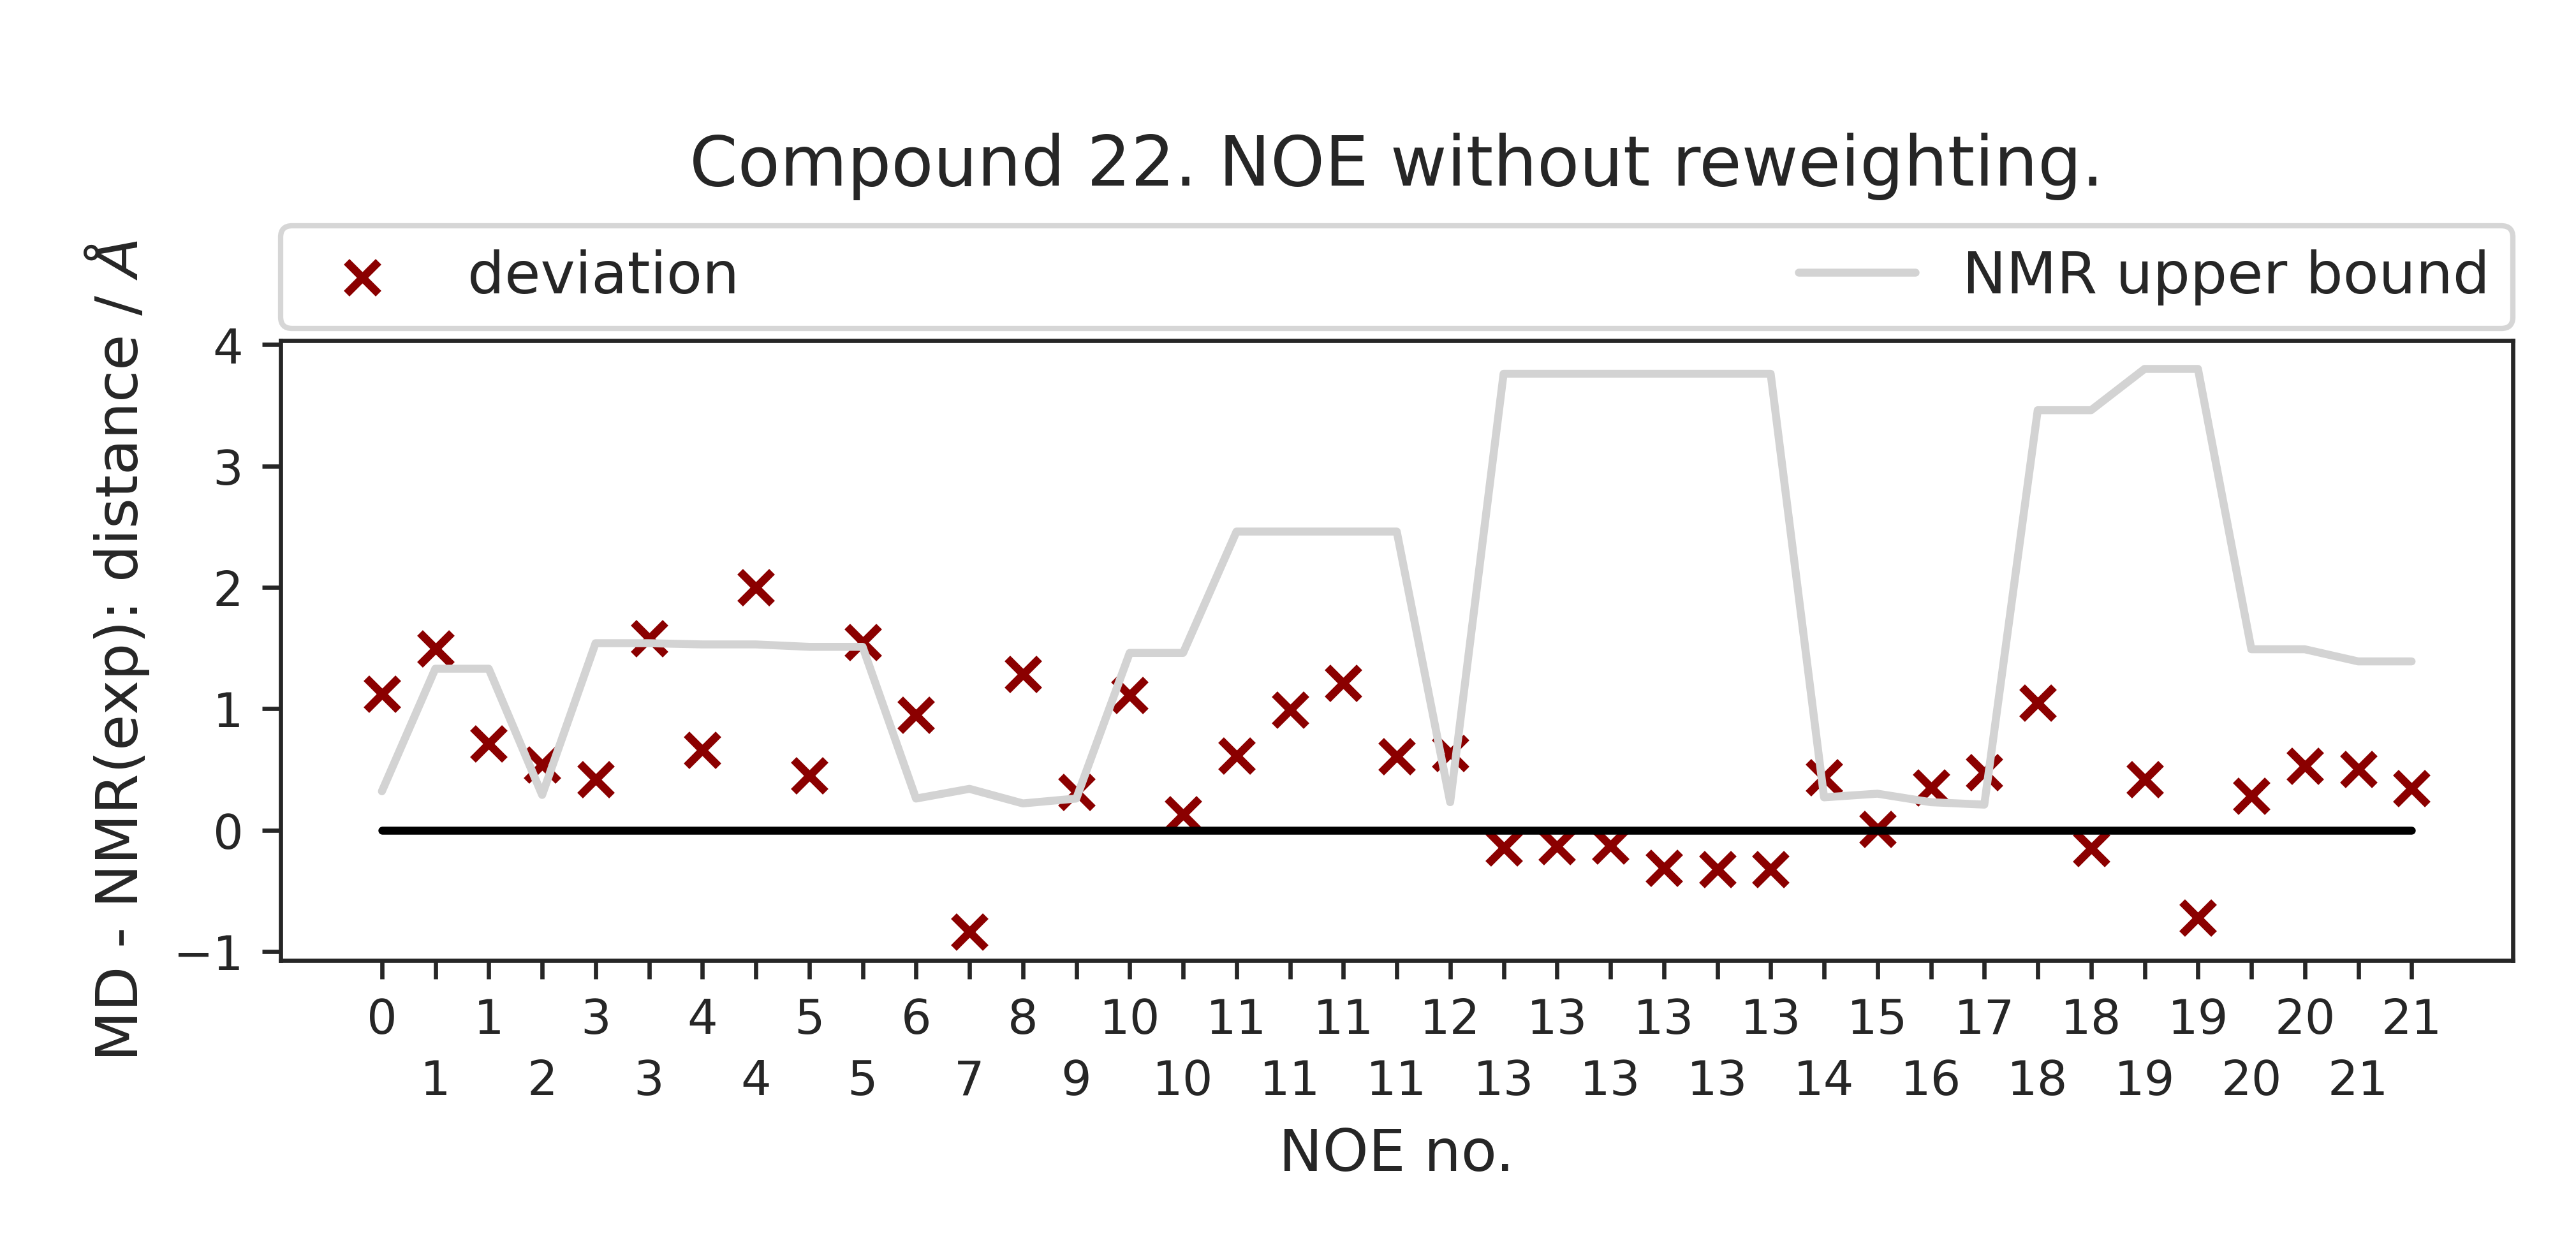 Compound 22. NOE without reweighting.
deviation
NMR upper bound
MD - NMR(exp): distance / Å
4
3
2
1
0
−1
0 1 3 4 5 6 8 10 11 11 12 13 13 13 15 17 18 19 20 21
1 2 3 4 5 7 9 10 11 11 13 13 13 14 16 18 19 20 21
NOE no.